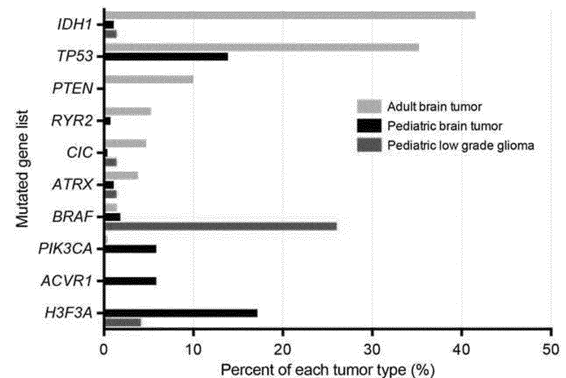 Mutated gene list
IDH1
TP53
PTEN
RYR2
CIC
ATRX
BRAF
PIK3CA
ACVR1
H3F3A
Adult brain tumor
Pediatric brain tumor
Pediatric low grade glioma
0 10 20 30 40 50
Percent of each tumor type (%)